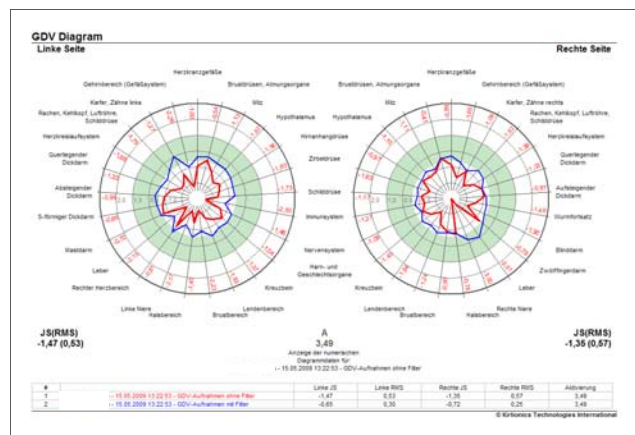 GDV Diagram
Linke Seite
Rechte Seite
Herzkranzgefäße
Gehirnbereich (Gefäßsystem)
Brustdrüsen, Atmungsorgane
Kiefer, Zähne links
Milz
Rachen, Kehlkopf, Luftröhre,
Schilddrüse
Hypothalamus
Herzkreislaufsystem
Hirnanhangdrüse
Querliegender
Dickdarm
Zirbeldrüse
Absteigender
Dickdarm
Schilddrüse
S-förmiger Dickdarm
Immunsystem
Mastdarm
Nervensystem
Leber
Harn- und
Geschlechtsorgane
Rechter Herzbereich
Kreuzbein
Linke Niere
Lendenbereich
Halsbereich
Brustbereich
Herzkranzgefäße
Brustdrüsen, Atmungsorgane
Gehirnbereich (Gefäßsystem)
Milz
Kiefer, Zähne rechts
Hypothalamus
Rachen, Kehlkopf, Luftröhre,
Schilddrüse
Herzkreislaufsystem
Querliegender
Dickdarm
Aufsteigender
Dickdarm
Wurmfortsatz
Blinddarm
Zwölffingerdarm
Kreuzbein
Leber
Lendenbereich
Rechte Niere
Brustbereich
Halsbereich
JS(RMS)
-1,47 (0,53)
A
3,49
JS(RMS)
-1,35 (0,57)
Anzeige der numerischen
Diagrammdaten für:
:- 15.05.2009 13:22:53 - GDV-Aufnahmen ohne Filter
# Linke JS Linke RMS Rechte JS Rechte RMS Aktivierung
1 :- 15.05.2009 13:22:53 - GDV-Aufnahmen ohne Filter -1,47 0,53 -1,35 0,57 3,49
2 :- 15.05.2009 13:22:53 - GDV-Aufnahmen mit Filter -0,65 0,30 -0,72 0,25 3,49
© Kirlionics Technologies International